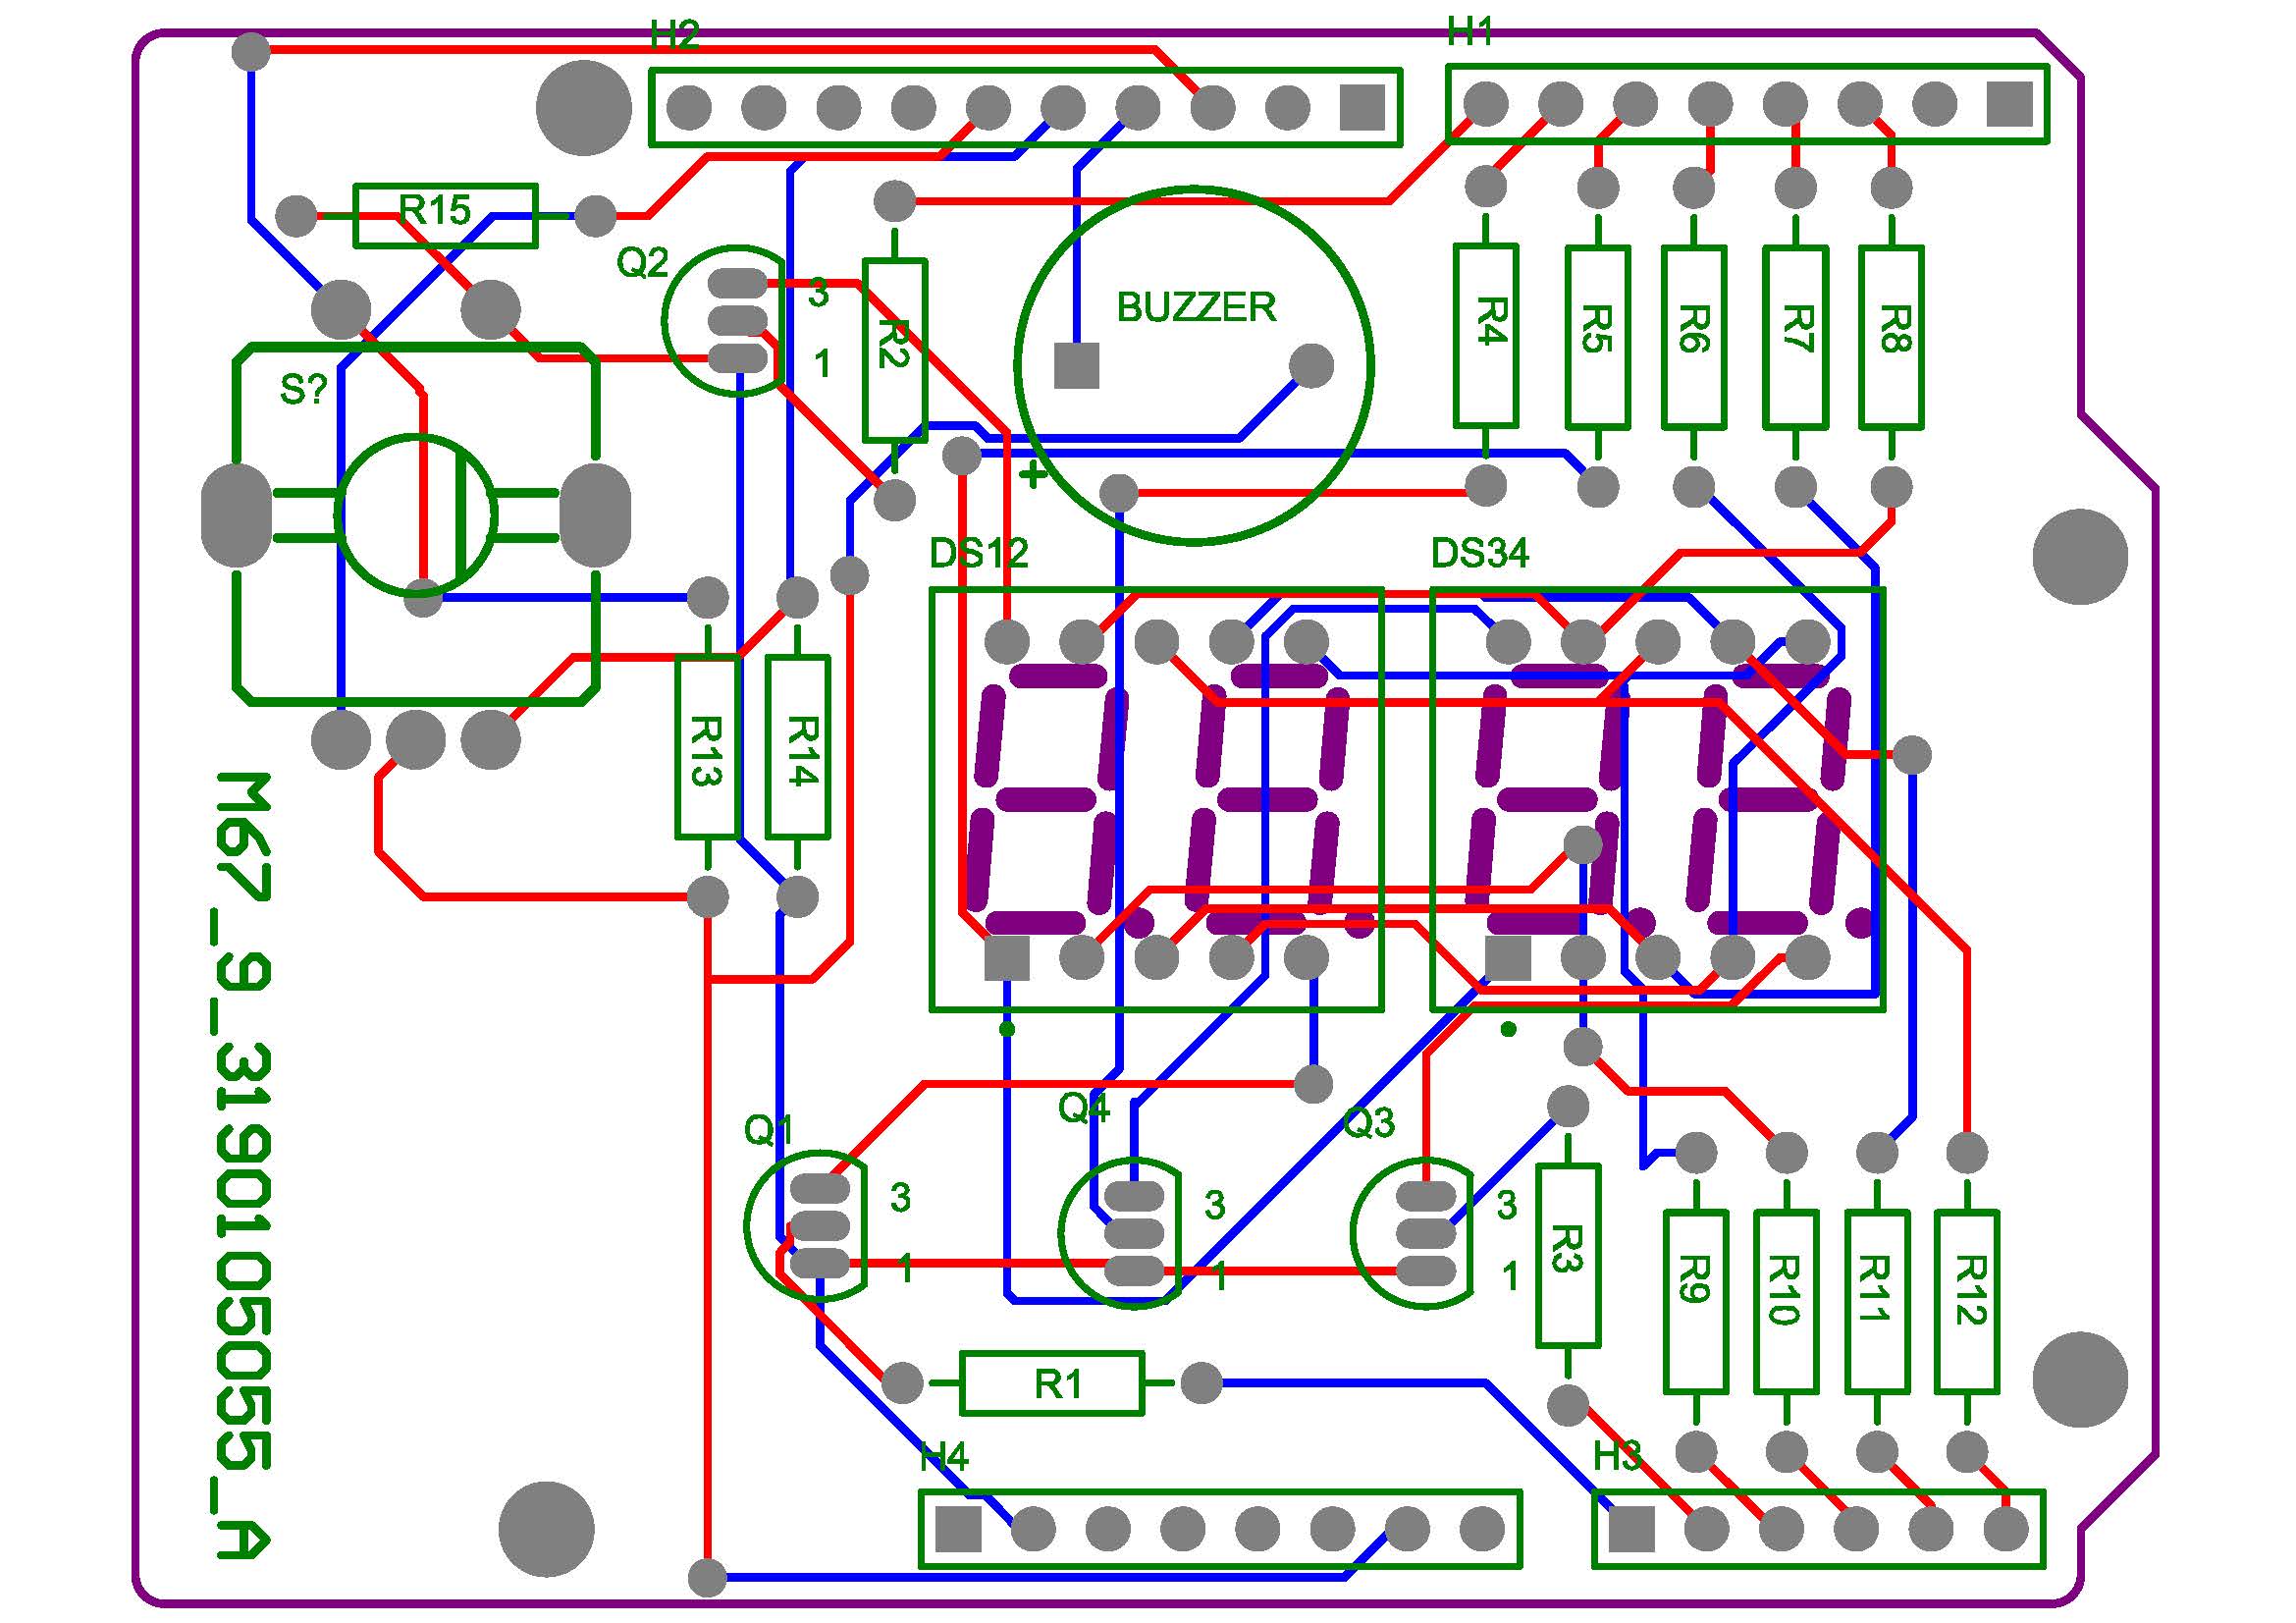 H2
H1
R15
Q2
3
1
R2
BUZZER
R4
R5
R6
R7
R8
S?
+
DS12
DS34
R13
R14
M67_9_3190105055_A
Q1
3
1
Q4
3
1
Q3
3
1
R3
R9
R10
R11
R12
R1
H4
H3